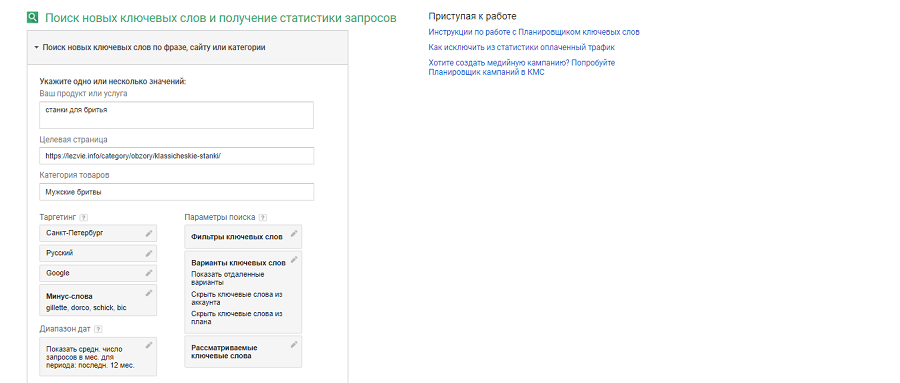 Поиск новых ключевых слов и получение статистики запросов
Поиск новых ключевых слов по фразе, сайту или категории
Укажите одно или несколько значений:
Ваш продукт или услуга
станки для бритья
Целевая страница
https://lezvie.info/category/obzory/klassicheskie-stanki/
Категория товаров
Мужские бритвы
Таргетинг ?
Санкт-Петербург
Русский
Google
Минус-слова
gillette, dorco, schick, bic
Диапазон дат ?
Показать средн. число
запросов в мес. для
периода: последн. 12 мес.
Параметры поиска ?
Фильтры ключевых слов
Варианты ключевых слов
Показать отдаленные
варианты
Скрыть ключевые слова из
аккаунта
Скрыть ключевые слова из
плана
Рассматриваемые
ключевые слова
Приступая к работе
Инструкции по работе с Планировщиком ключевых слов
Как исключить из статистики оплаченный трафик
Хотите создать медийную кампанию? Попробуйте
Планировщик кампаний в КМС